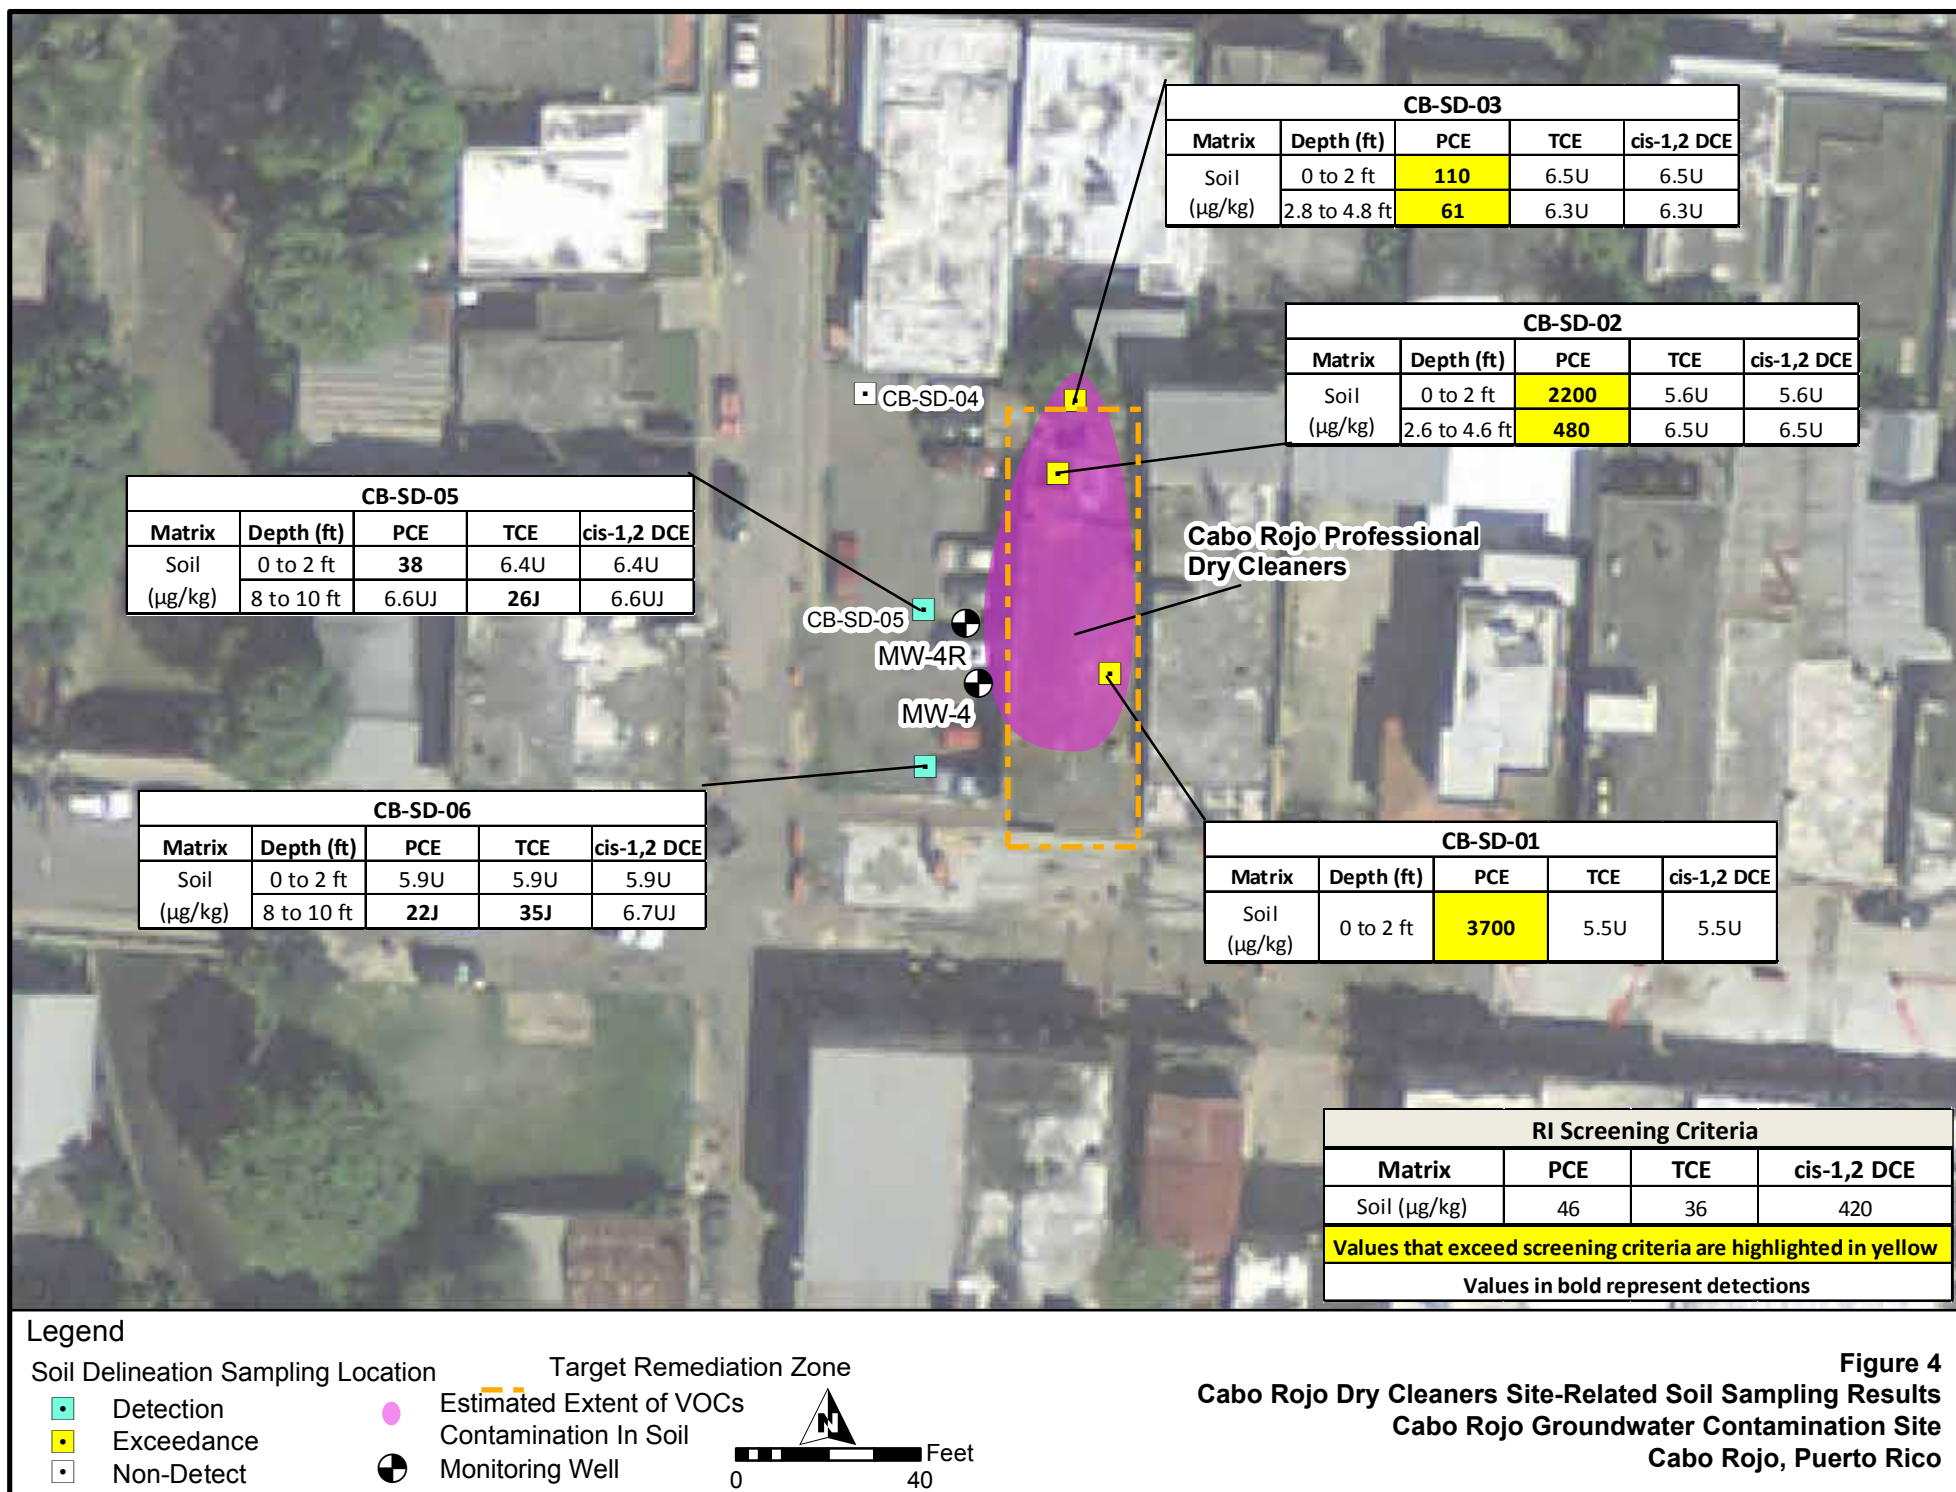 CB-SD-03
Matrix Depth (ft) PCE TCE cis-1,2 DCE
Soil (µg/kg) 0 to 2 ft 110 6.5U 6.5U
2.8 to 4.8 ft 61 6.3U 6.3U
CB-SD-02
Matrix Depth (ft) PCE TCE cis-1,2 DCE
Soil (µg/kg) 0 to 2 ft 2200 5.6U 5.6U
2.6 to 4.6 ft 480 6.5U 6.5U
CB-SD-04
CB-SD-05
Matrix Depth (ft) PCE TCE cis-1,2 DCE
Soil (µg/kg) 0 to 2 ft 38 6.4U 6.4U
8 to 10 ft 6.6UJ 26J 6.6UJ
Cabo Rojo Professional
Dry Cleaners
CB-SD-05
MW-4R
MW-4
CB-SD-06
Matrix Depth (ft) PCE TCE cis-1,2 DCE
Soil (µg/kg) 0 to 2 ft 5.9U 5.9U 5.9U
8 to 10 ft 22J 35J 6.7UJ
CB-SD-01
Matrix Depth (ft) PCE TCE cis-1,2 DCE
Soil (µg/kg) 0 to 2 ft 3700 5.5U 5.5U
RI Screening Criteria
Matrix PCE TCE cis-1,2 DCE
Soil (µg/kg) 46 36 420
Values that exceed screening criteria are highlighted in yellow
Values in bold represent detections
Legend
Soil Delineation Sampling Location
Detection
Exceedance
Non-Detect
Target Remediation Zone
Estimated Extent of VOCs
Contamination In Soil
Monitoring Well
N
Feet
0 40
Figure 4
Cabo Rojo Dry Cleaners Site-Related Soil Sampling Results
Cabo Rojo Groundwater Contamination Site
Cabo Rojo, Puerto Rico